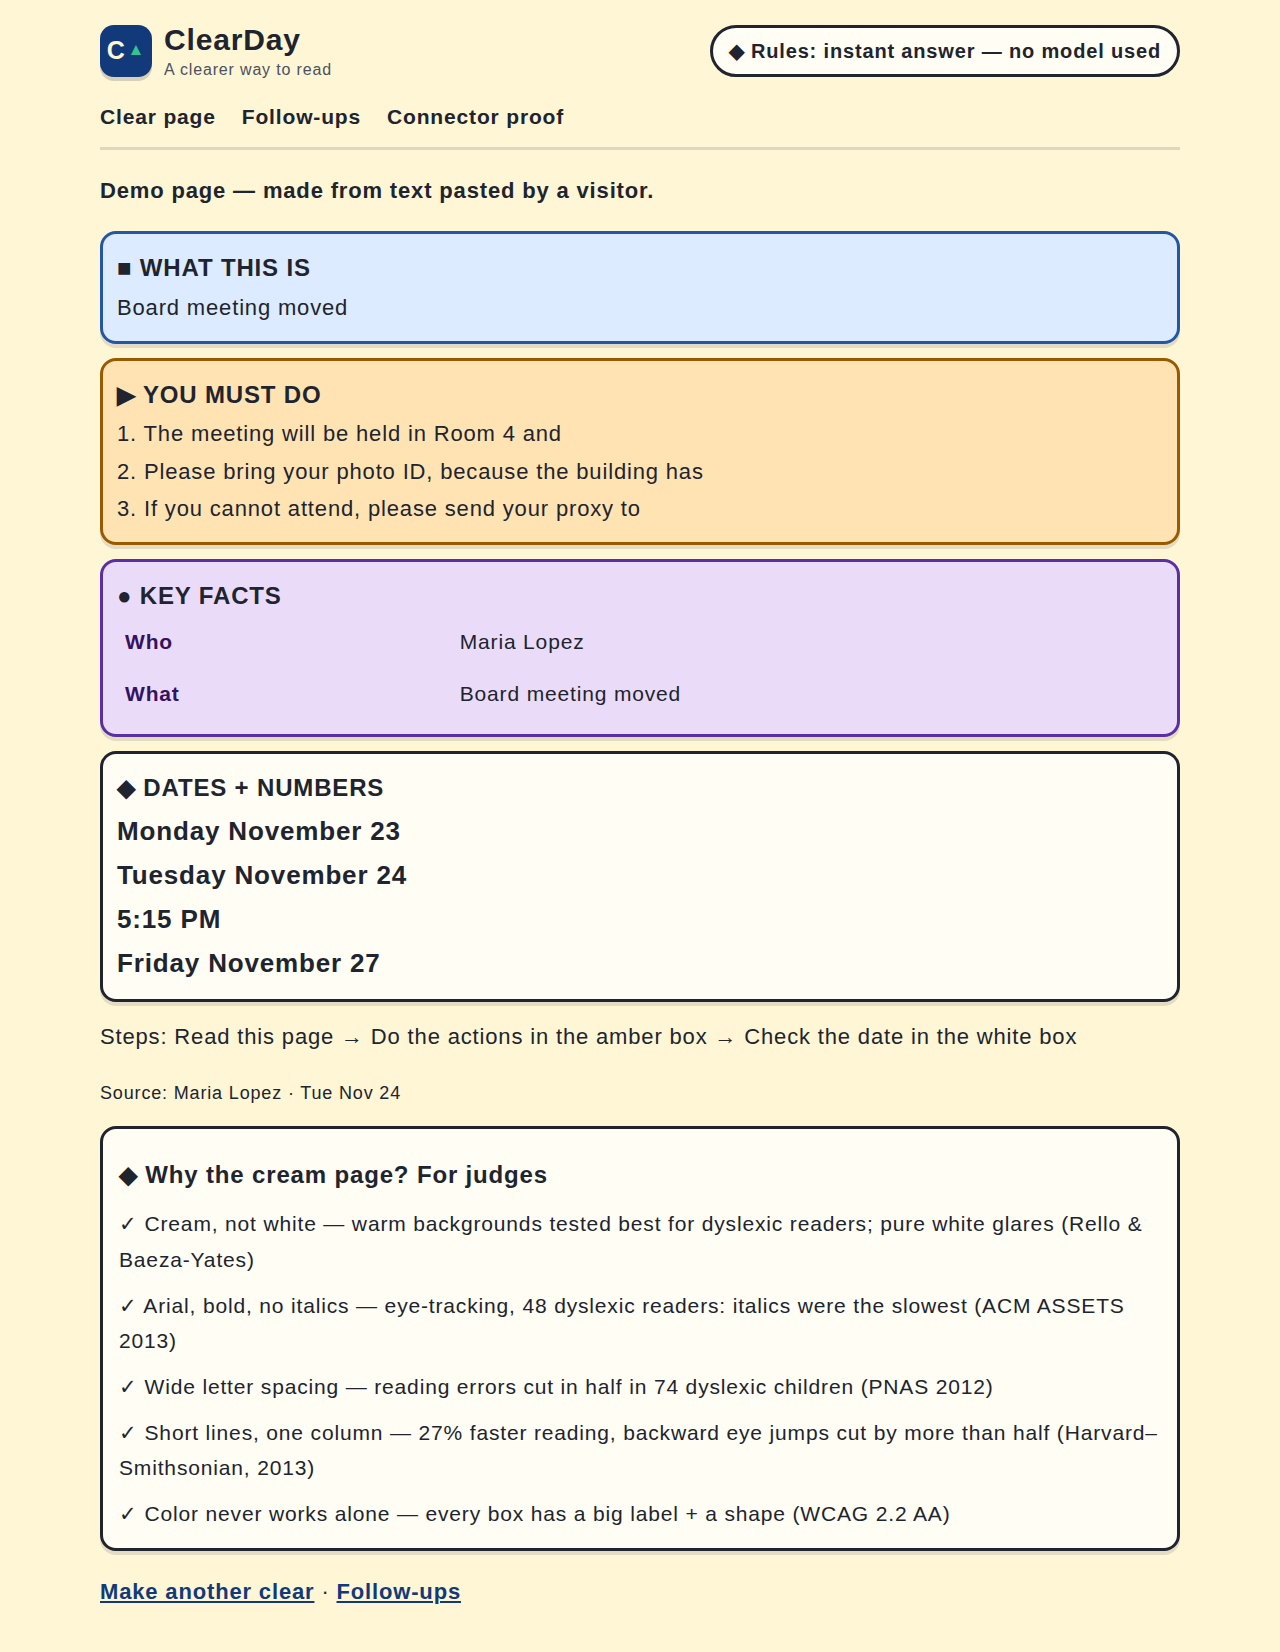 C▲
ClearDay
A clearer way to read
◆ Rules: instant answer — no model used
Clear page Follow-ups Connector proof
Demo page — made from text pasted by a visitor.
■ WHAT THIS IS
Board meeting moved
▶ YOU MUST DO
1. The meeting will be held in Room 4 and
2. Please bring your photo ID, because the building has
3. If you cannot attend, please send your proxy to
● KEY FACTS
Who Maria Lopez
What Board meeting moved
◆ DATES + NUMBERS
Monday November 23
Tuesday November 24
5:15 PM
Friday November 27
Steps: Read this page → Do the actions in the amber box → Check the date in the white box
Source: Maria Lopez · Tue Nov 24
◆ Why the cream page? For judges
✓ Cream, not white — warm backgrounds tested best for dyslexic readers; pure white glares (Rello &
Baeza-Yates)
✓ Arial, bold, no italics — eye-tracking, 48 dyslexic readers: italics were the slowest (ACM ASSETS
2013)
✓ Wide letter spacing — reading errors cut in half in 74 dyslexic children (PNAS 2012)
✓ Short lines, one column — 27% faster reading, backward eye jumps cut by more than half (Harvard–
Smithsonian, 2013)
✓ Color never works alone — every box has a big label + a shape (WCAG 2.2 AA)
Make another clear · Follow-ups